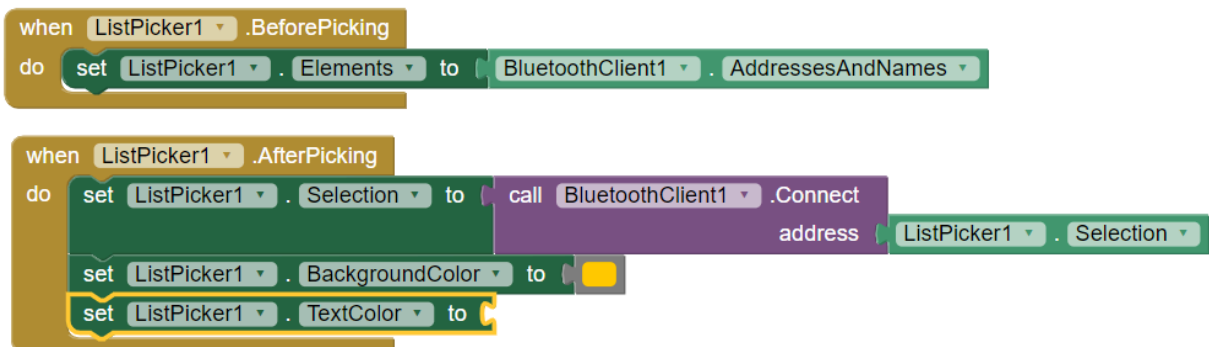 when ListPicker1 .BeforePicking
do set ListPicker1 . Elements to BluetoothClient1 . AddressesAndNames
when ListPicker1 .AfterPicking
do set ListPicker1 . Selection to call BluetoothClient1 .Connect
address ListPicker1 . Selection
set ListPicker1 . BackgroundColor to
set ListPicker1 . TextColor to